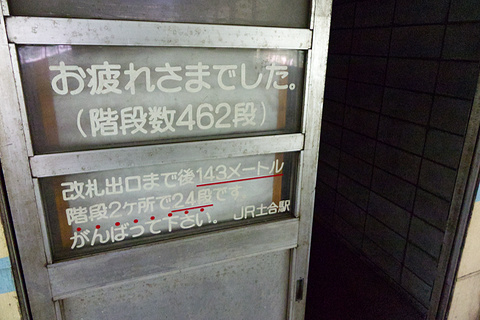 お疲れさまでした。
（階段数462段）
改札出口まで後143メートル
階段2ヶ所で24段です
がんばって下さい。 JR土合駅